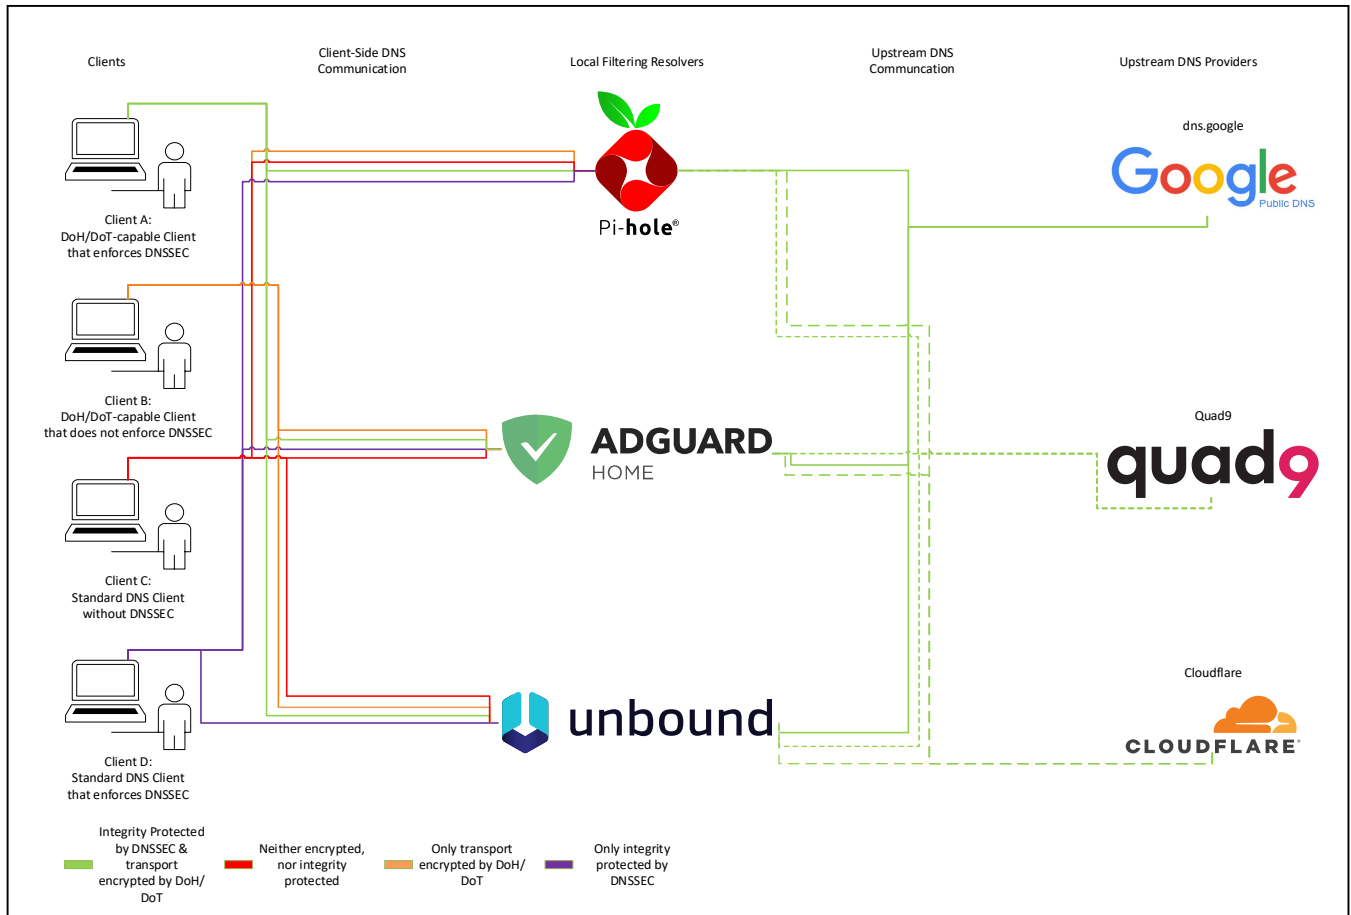 Clients
Client-Side DNS
Communication
Local Filtering Resolvers
Upstream DNS
Communcation
Upstream DNS Providers
Client A:
DoH/DoT-capable Client
that enforces DNSSEC
Client B:
DoH/DoT-capable Client
that does not enforce DNSSEC
Client C:
Standard DNS Client
without DNSSEC
Client D:
Standard DNS Client
that enforces DNSSEC
Pi-hole®
ADGUARD
HOME
unbound
dns.google
Google
Public DNS
Quad9
quad9
Cloudflare
CLOUDFLARE
Integrity Protected
by DNSSEC &
transport
encrypted by DoH/
DoT
Neither encrypted,
nor integrity
protected
Only transport
encrypted by DoH/
DoT
Only integrity
protected by
DNSSEC